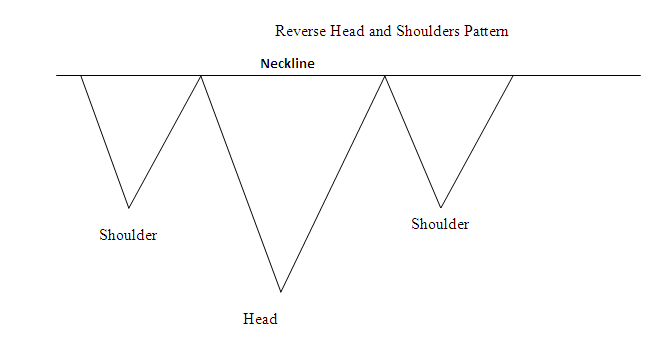 Reverse Head and Shoulders Pattern
Neckline
Shoulder
Shoulder
Head